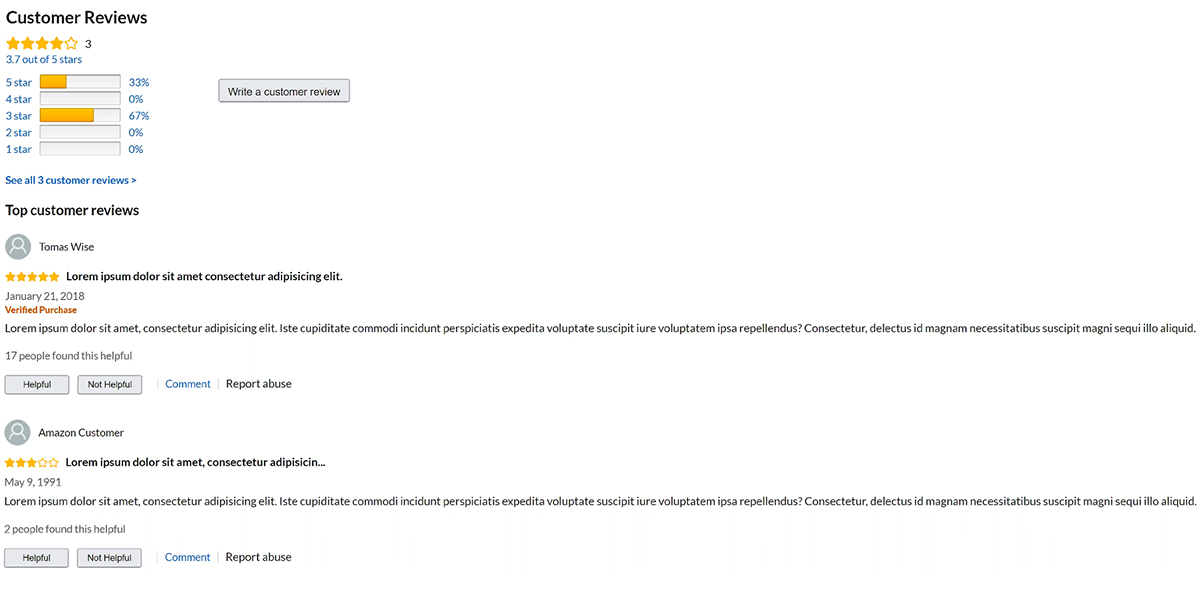 Customer Reviews
3
3.7 out of 5 stars
5 star 33%
4 star 0%
3 star 67%
2 star 0%
1 star 0%
Write a customer review
See all 3 customer reviews >
Top customer reviews
Tomas Wise
Lorem ipsum dolor sit amet consectetur adipisicing elit.
January 21, 2018
Verified Purchase
Lorem ipsum dolor sit amet, consectetur adipisicing elit. Iste cupiditate commodi incidunt perspiciatis expedita voluptate suscipit iure voluptatem ipsa repellendus? Consectetur, delectus id magnam necessitatibus suscipit magni sequi illo aliquid.
17 people found this helpful
Helpful Not Helpful Comment Report abuse
Amazon Customer
Lorem ipsum dolor sit amet, consectetur adipisicin...
May 9, 1991
Lorem ipsum dolor sit amet, consectetur adipisicing elit. Iste cupiditate commodi incidunt perspiciatis expedita voluptate suscipit iure voluptatem ipsa repellendus? Consectetur, delectus id magnam necessitatibus suscipit magni sequi illo aliquid.
2 people found this helpful
Helpful Not Helpful Comment Report abuse